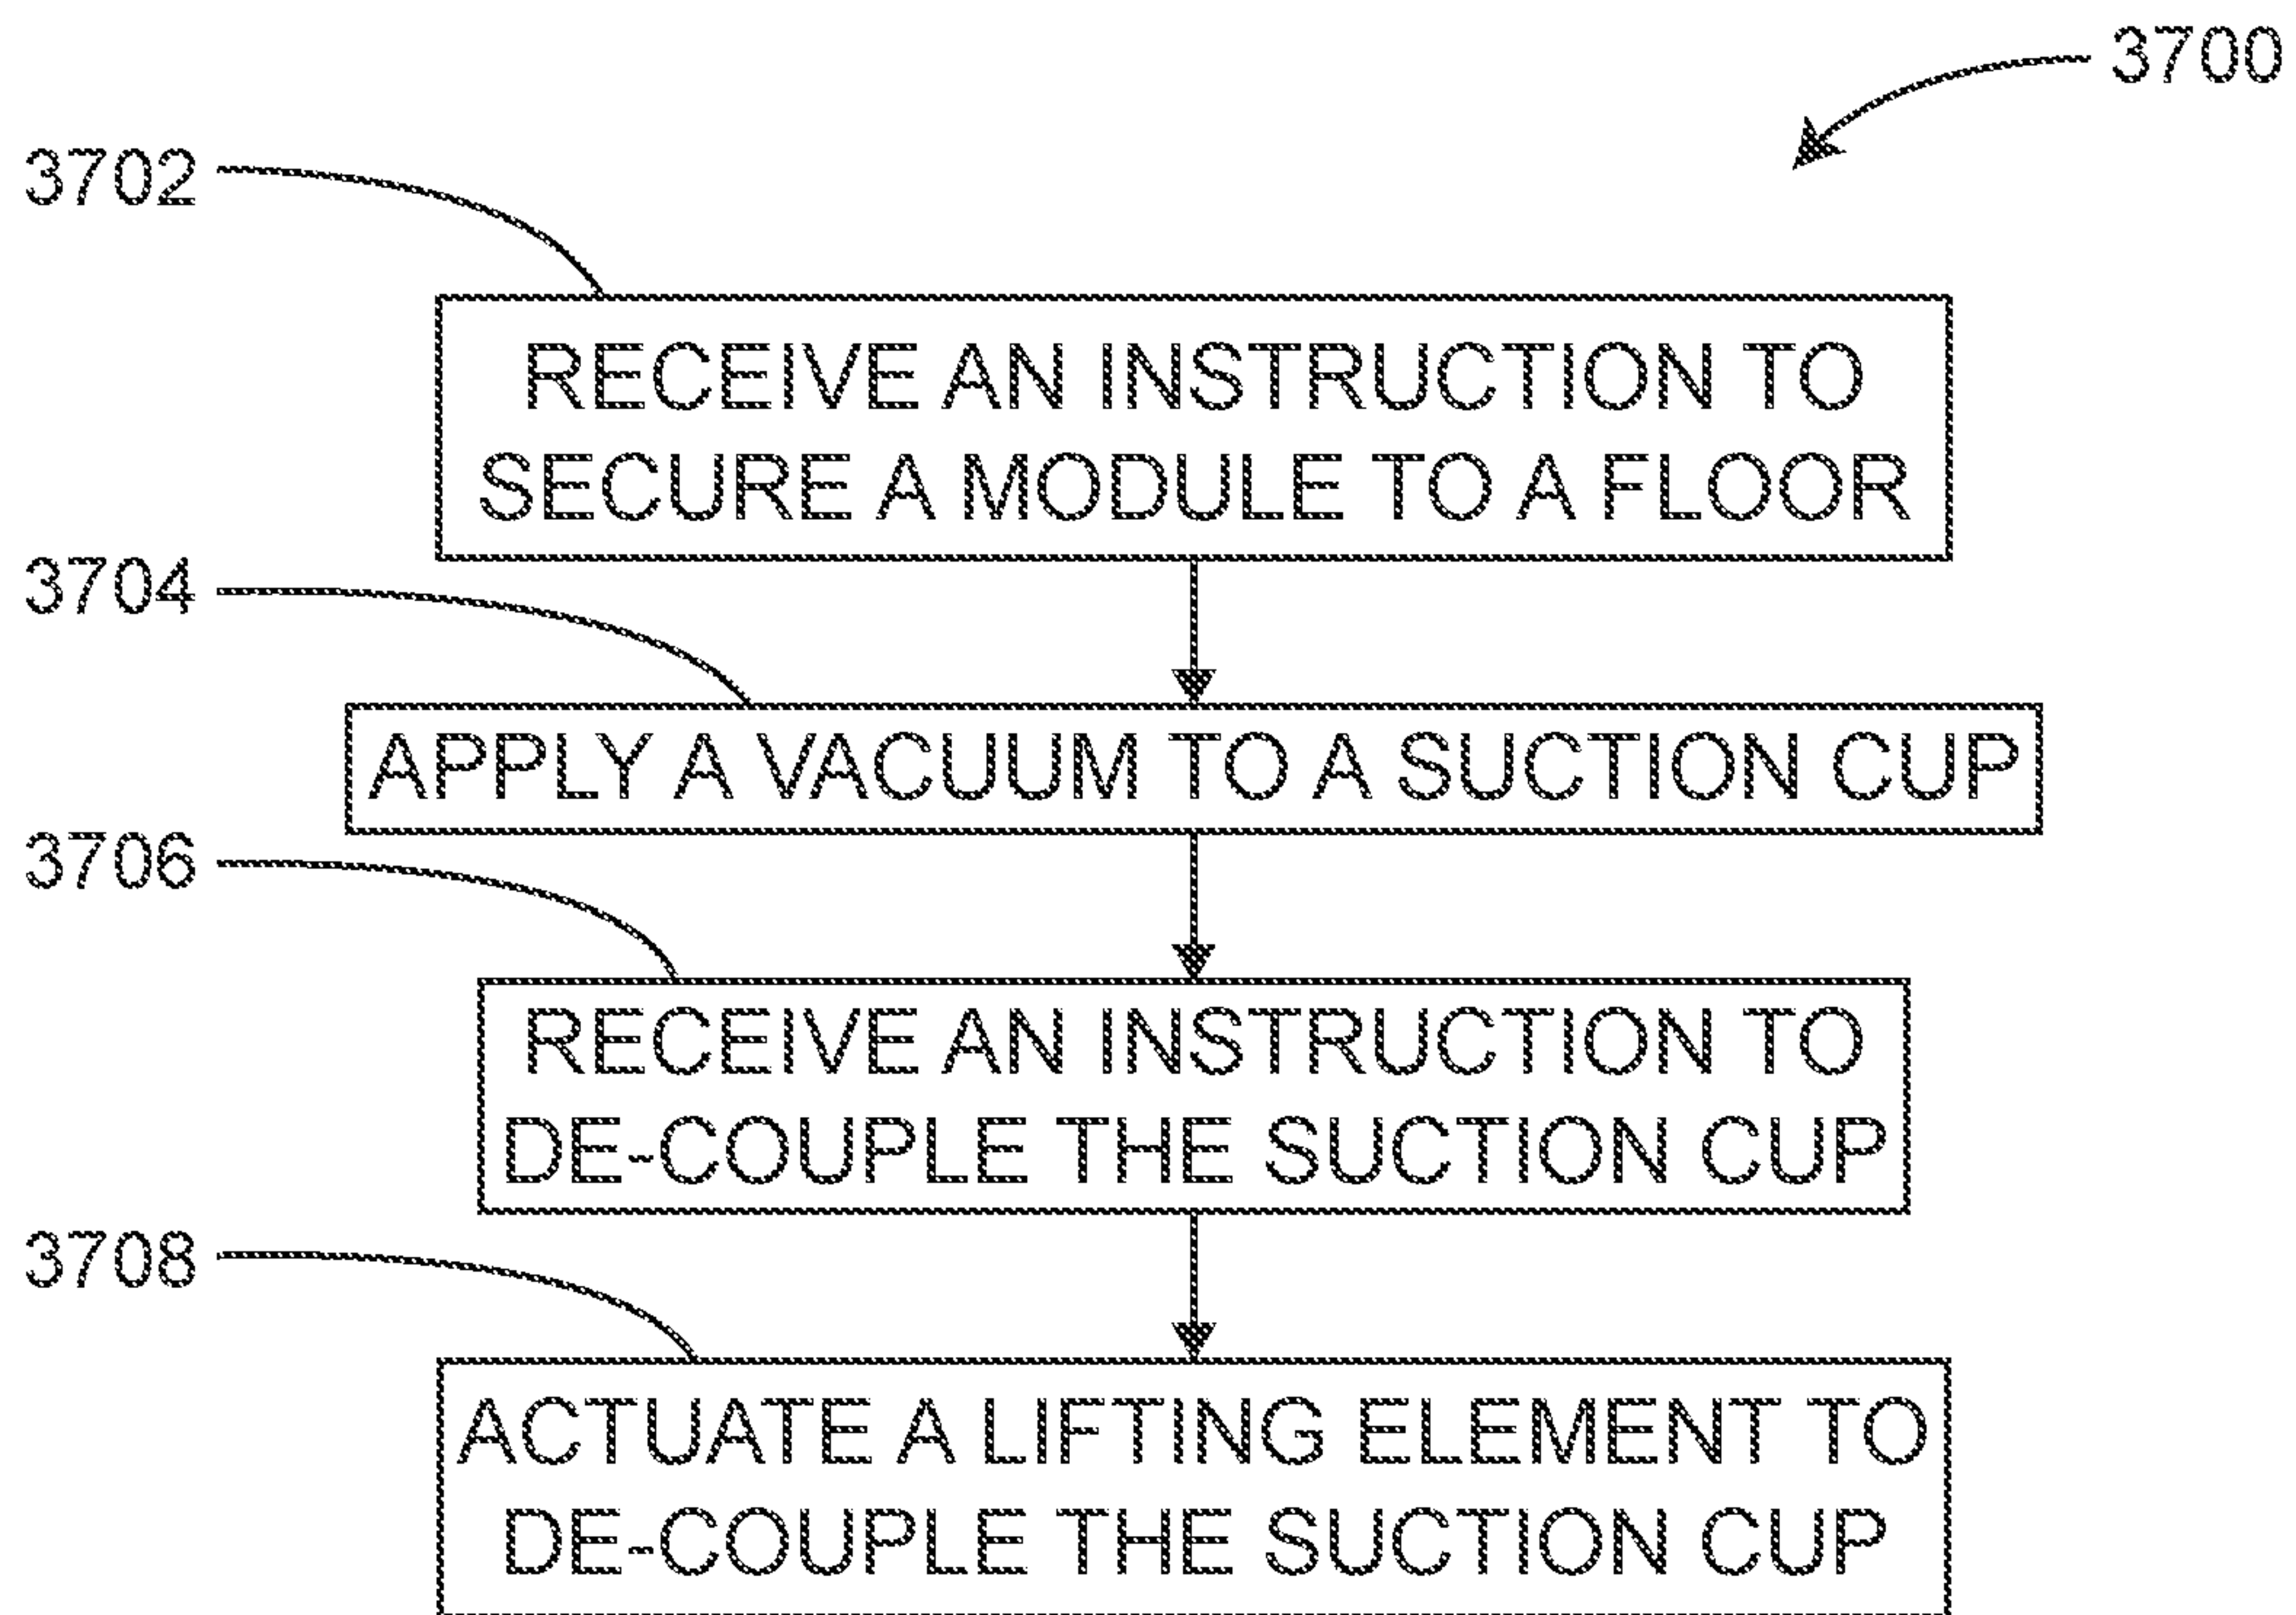 3700
3702
RECEIVE AN INSTRUCTION TO
SECURE A MODULE TO A FLOOR
3704
APPLY A VACUUM TO A SUCTION CUP
3706
RECEIVE AN INSTRUCTION TO
DE-COUPLE THE SUCTION CUP
3708
ACTUATE A LIFTING ELEMENT TO
DE-COUPLE THE SUCTION CUP